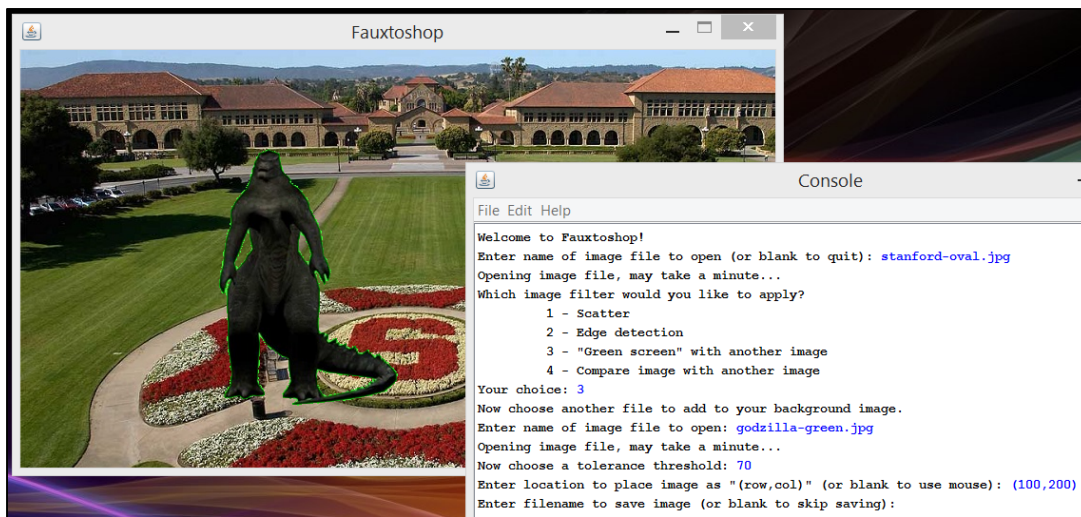 Fauxtoshop
Console
File Edit Help
Welcome to Fauxtoshop!
Enter name of image file to open (or blank to quit): stanford-oval.jpg
Opening image file, may take a minute...
Which image filter would you like to apply?
1 - Scatter
2 - Edge detection
3 - "Green screen" with another image
4 - Compare image with another image
Your choice: 3
Now choose another file to add to your background image.
Enter name of image file to open: godzilla-green.jpg
Opening image file, may take a minute...
Now choose a tolerance threshold: 70
Enter location to place image as "(row,col)" (or blank to use mouse): (100,200)
Enter filename to save image (or blank to skip saving):
S